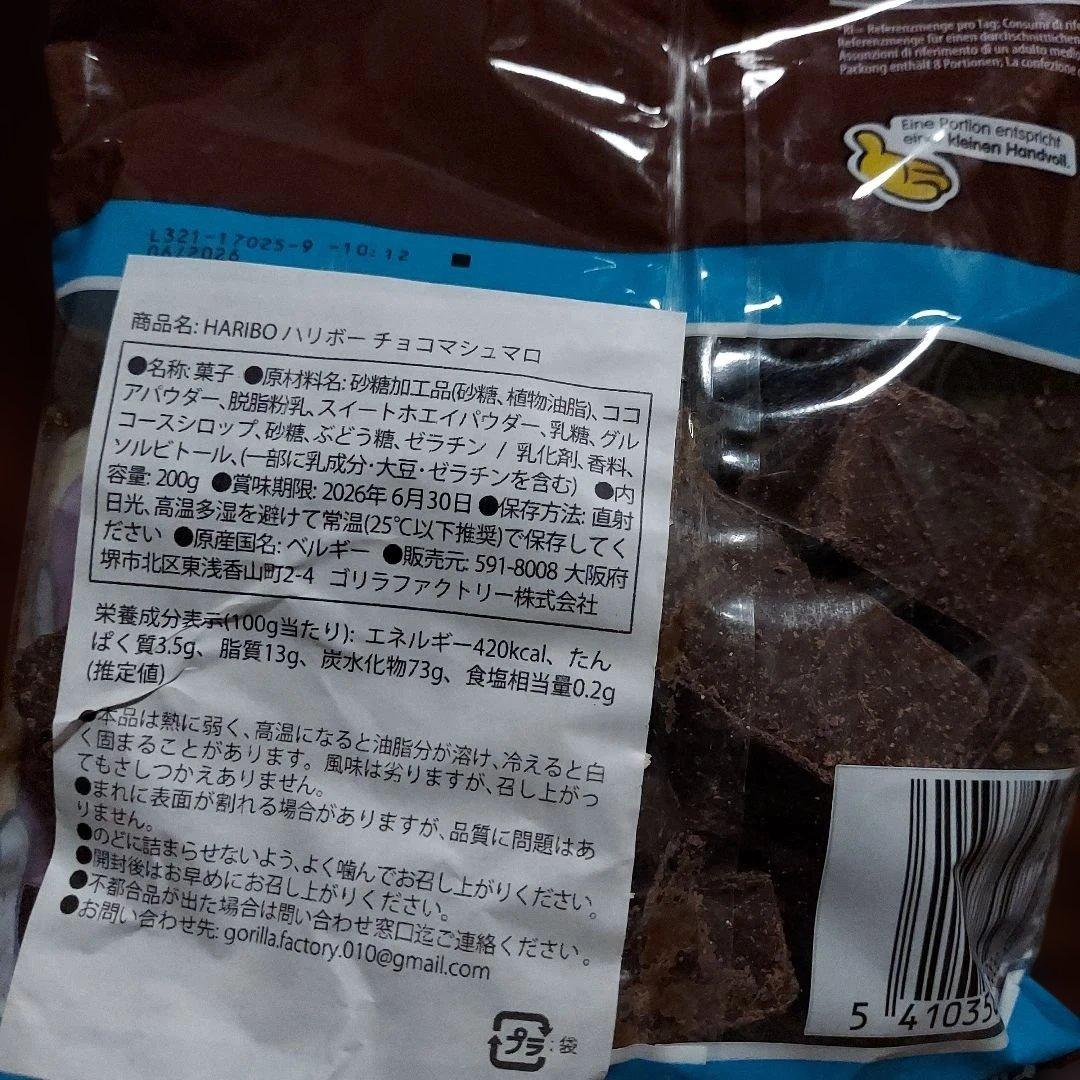 RI = Referenzmenge pro Tag; Consumi di rife
Referenzmenge für einen durchschnittlichen
Assunzioni di riferimento di un adulto medio
Packung enthält 8 Portionen; La confezione
Eine Portion entspricht
einer kleinen Handvoll.
L321-17025-9 -10:12
06/2026
商品名: HARIBO ハリボー チョコマシュマロ
●名称: 菓子 ●原材料名: 砂糖加工品(砂糖、植物油脂)、ココ
アパウダー、脱脂粉乳、スイートホエイパウダー、乳糖、グル
コースシロップ、砂糖、ぶどう糖、ゼラチン / 乳化剤、香料、
ソルビトール、(一部に乳成分・大豆・ゼラチンを含む) ●内
容量: 200g ●賞味期限: 2026年6月30日 ●保存方法: 直射
日光、高温多湿を避けて常温(25℃以下推奨)で保存してく
ださい ●原産国名: ベルギー ●販売元: 591-8008 大阪府
堺市北区東浅香山町2-4 ゴリラファクトリー株式会社
栄養成分表示(100g当たり): エネルギー420kcal、たん
ぱく質3.5g、脂質13g、炭水化物73g、食塩相当量0.2g
(推定値)
●本品は熱に弱く、高温になると油脂分が溶け、冷えると白
く固まることがあります。風味は劣りますが、召し上がっ
てもさしつかえありません。
●まれに表面が割れる場合がありますが、品質に問題はあ
りません。
●のどに詰まらせないよう、よく噛んでお召し上がりください。
●開封後はお早めにお召し上がりください。
●不都合品が出た場合は問い合わせ窓口迄ご連絡ください。
●お問い合わせ先: gorilla.factory.010@gmail.com
プラ :袋
5 41035